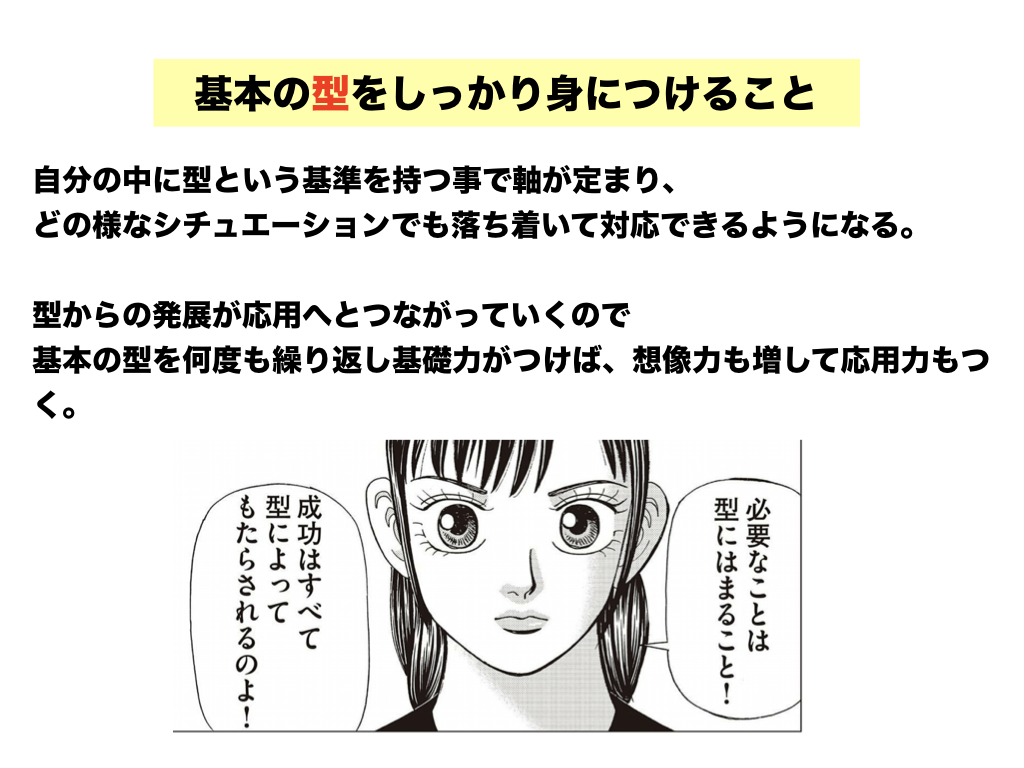 基本の型をしっかり身につけること
自分の中に型という基準を持つ事で軸が定まり、
どの様なシチュエーションでも落ち着いて対応できるようになる。
型からの発展が応用へとつながっていくので
基本の型を何度も繰り返し基礎力がつけば、想像力も増して応用力もつ
く。
必要なことは
型にはまること!
成功はすべて
型によって
もたらされるのよ!